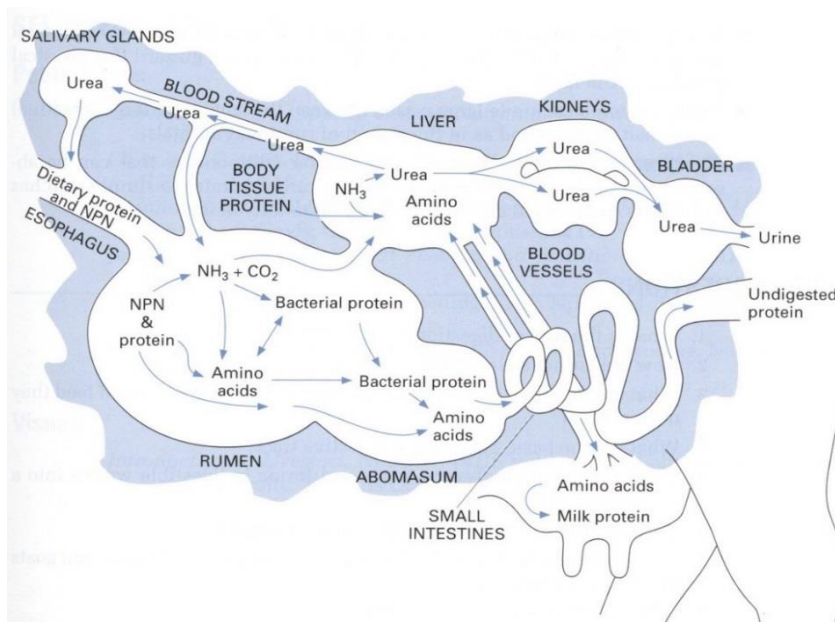 SALIVARY GLANDS
Urea
BLOOD STREAM
Urea
Urea
LIVER
KIDNEYS
Urea
Urea
BLADDER
Urea
Urine
BODY
TISSUE
PROTEIN
NH₃
Urea
Amino
acids
Dietary protein
and NPN
ESOPHAGUS
BLOOD
VESSELS
NH₃ + CO₂
NPN
&
protein
Bacterial protein
Amino
acids
Bacterial protein
Amino
acids
Undigested
protein
RUMEN
ABOMASUM
SMALL
INTESTINES
Amino acids
Milk protein